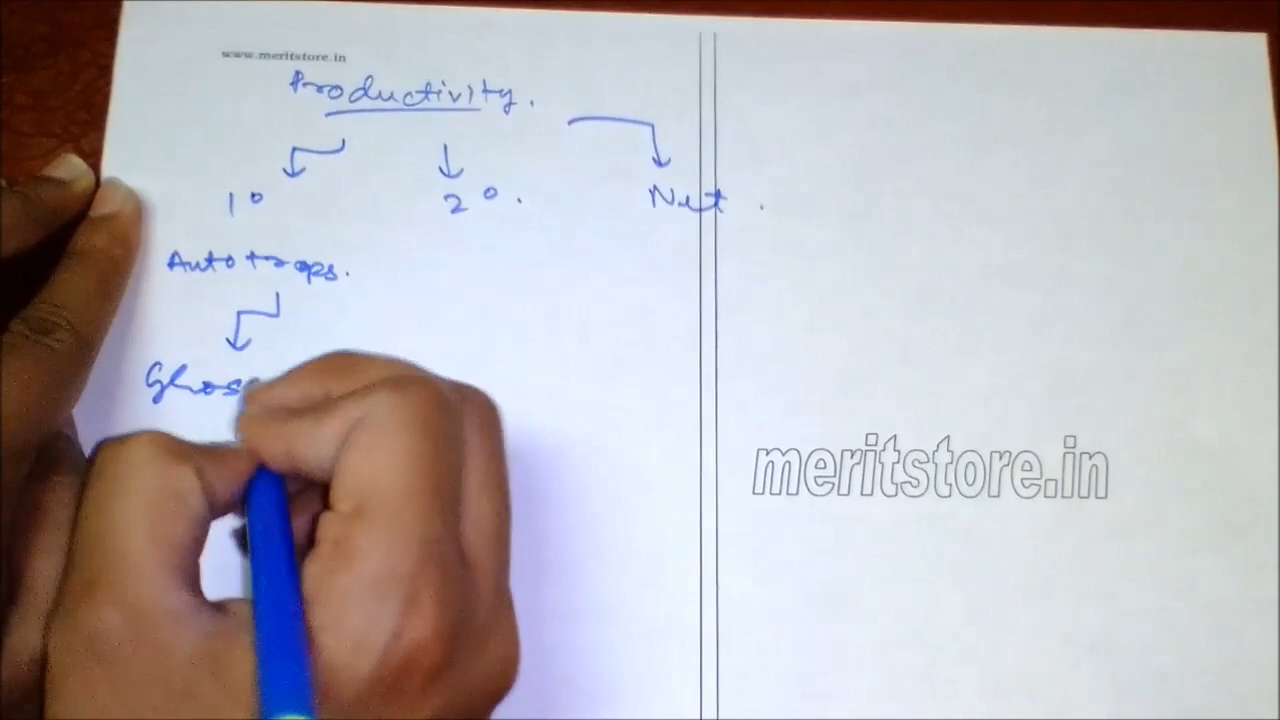 www.meritstore.in
Productivity.
1° 2°. Net.
Autotrops.
meritstore.in